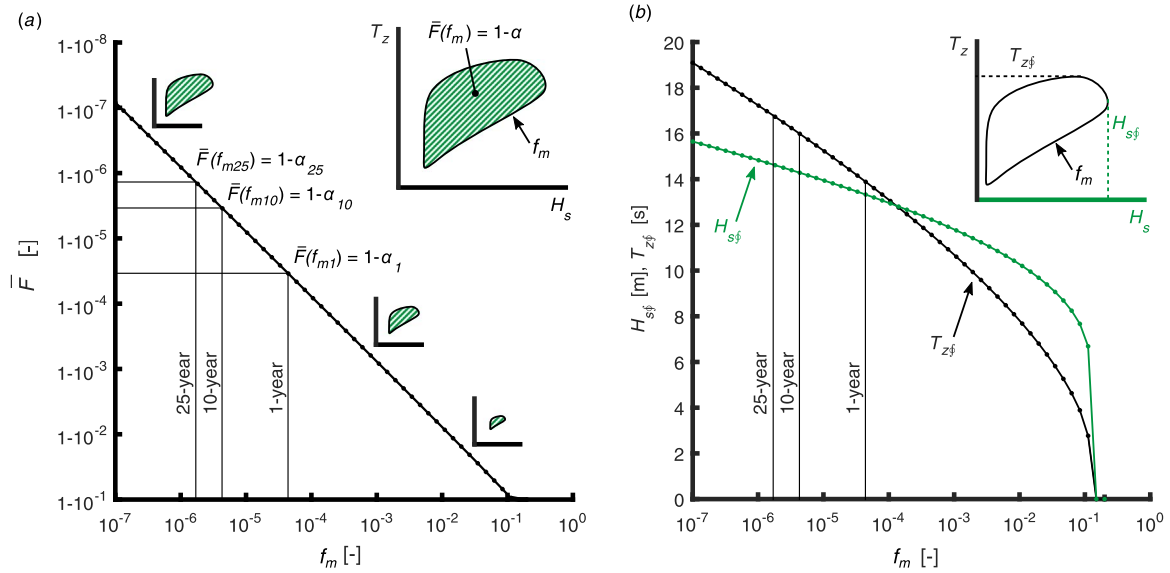 (a)
F̄ [-]
1-10⁻⁸
1-10⁻⁷
1-10⁻⁶
1-10⁻⁵
1-10⁻⁴
1-10⁻³
1-10⁻²
1-10⁻¹
T_z
F̄(f_m) = 1-α
f_m
H_s
F̄(f_m25) = 1-α_25
F̄(f_m10) = 1-α_10
F̄(f_m1) = 1-α_1
25-year
10-year
1-year
10⁻⁷ 10⁻⁶ 10⁻⁵ 10⁻⁴ 10⁻³ 10⁻² 10⁻¹ 10⁰
f_m [-]
(b)
H_s∮ [m], T_z∮ [s]
20
18
16
14
12
10
8
6
4
2
0
T_z
T_z∮
H_s∮
f_m
H_s
H_s∮
T_z∮
25-year
10-year
1-year
10⁻⁷ 10⁻⁶ 10⁻⁵ 10⁻⁴ 10⁻³ 10⁻² 10⁻¹ 10⁰
f_m [-]